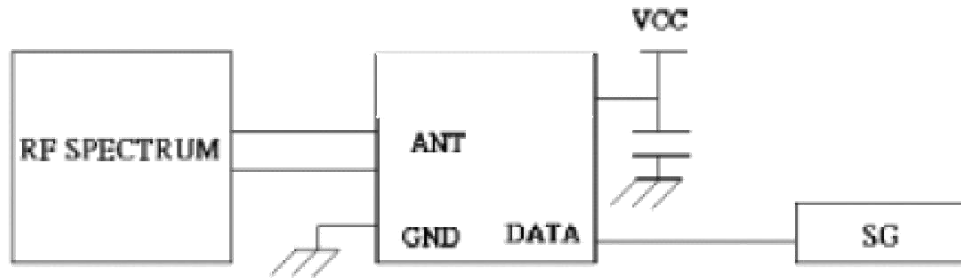 VCC
RF SPECTRUM
ANT
GND
DATA
SG